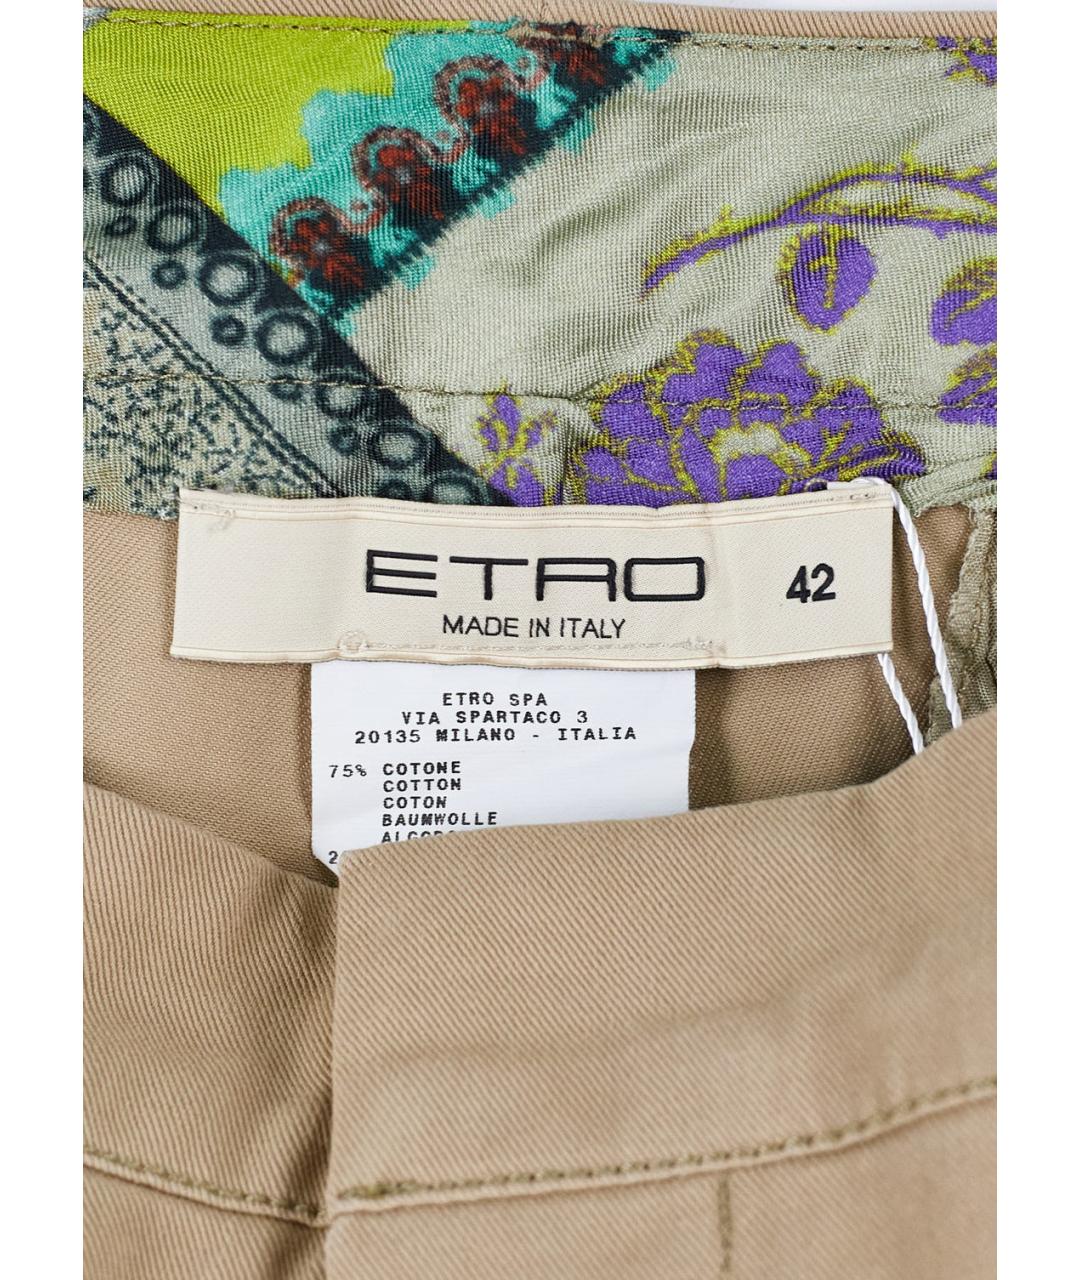 ETRO
42
MADE IN ITALY
ETRO SPA
VIA SPARTACO 3
20135 MILANO - ITALIA
75% COTONE
COTTON
COTON
BAUMWOLLE